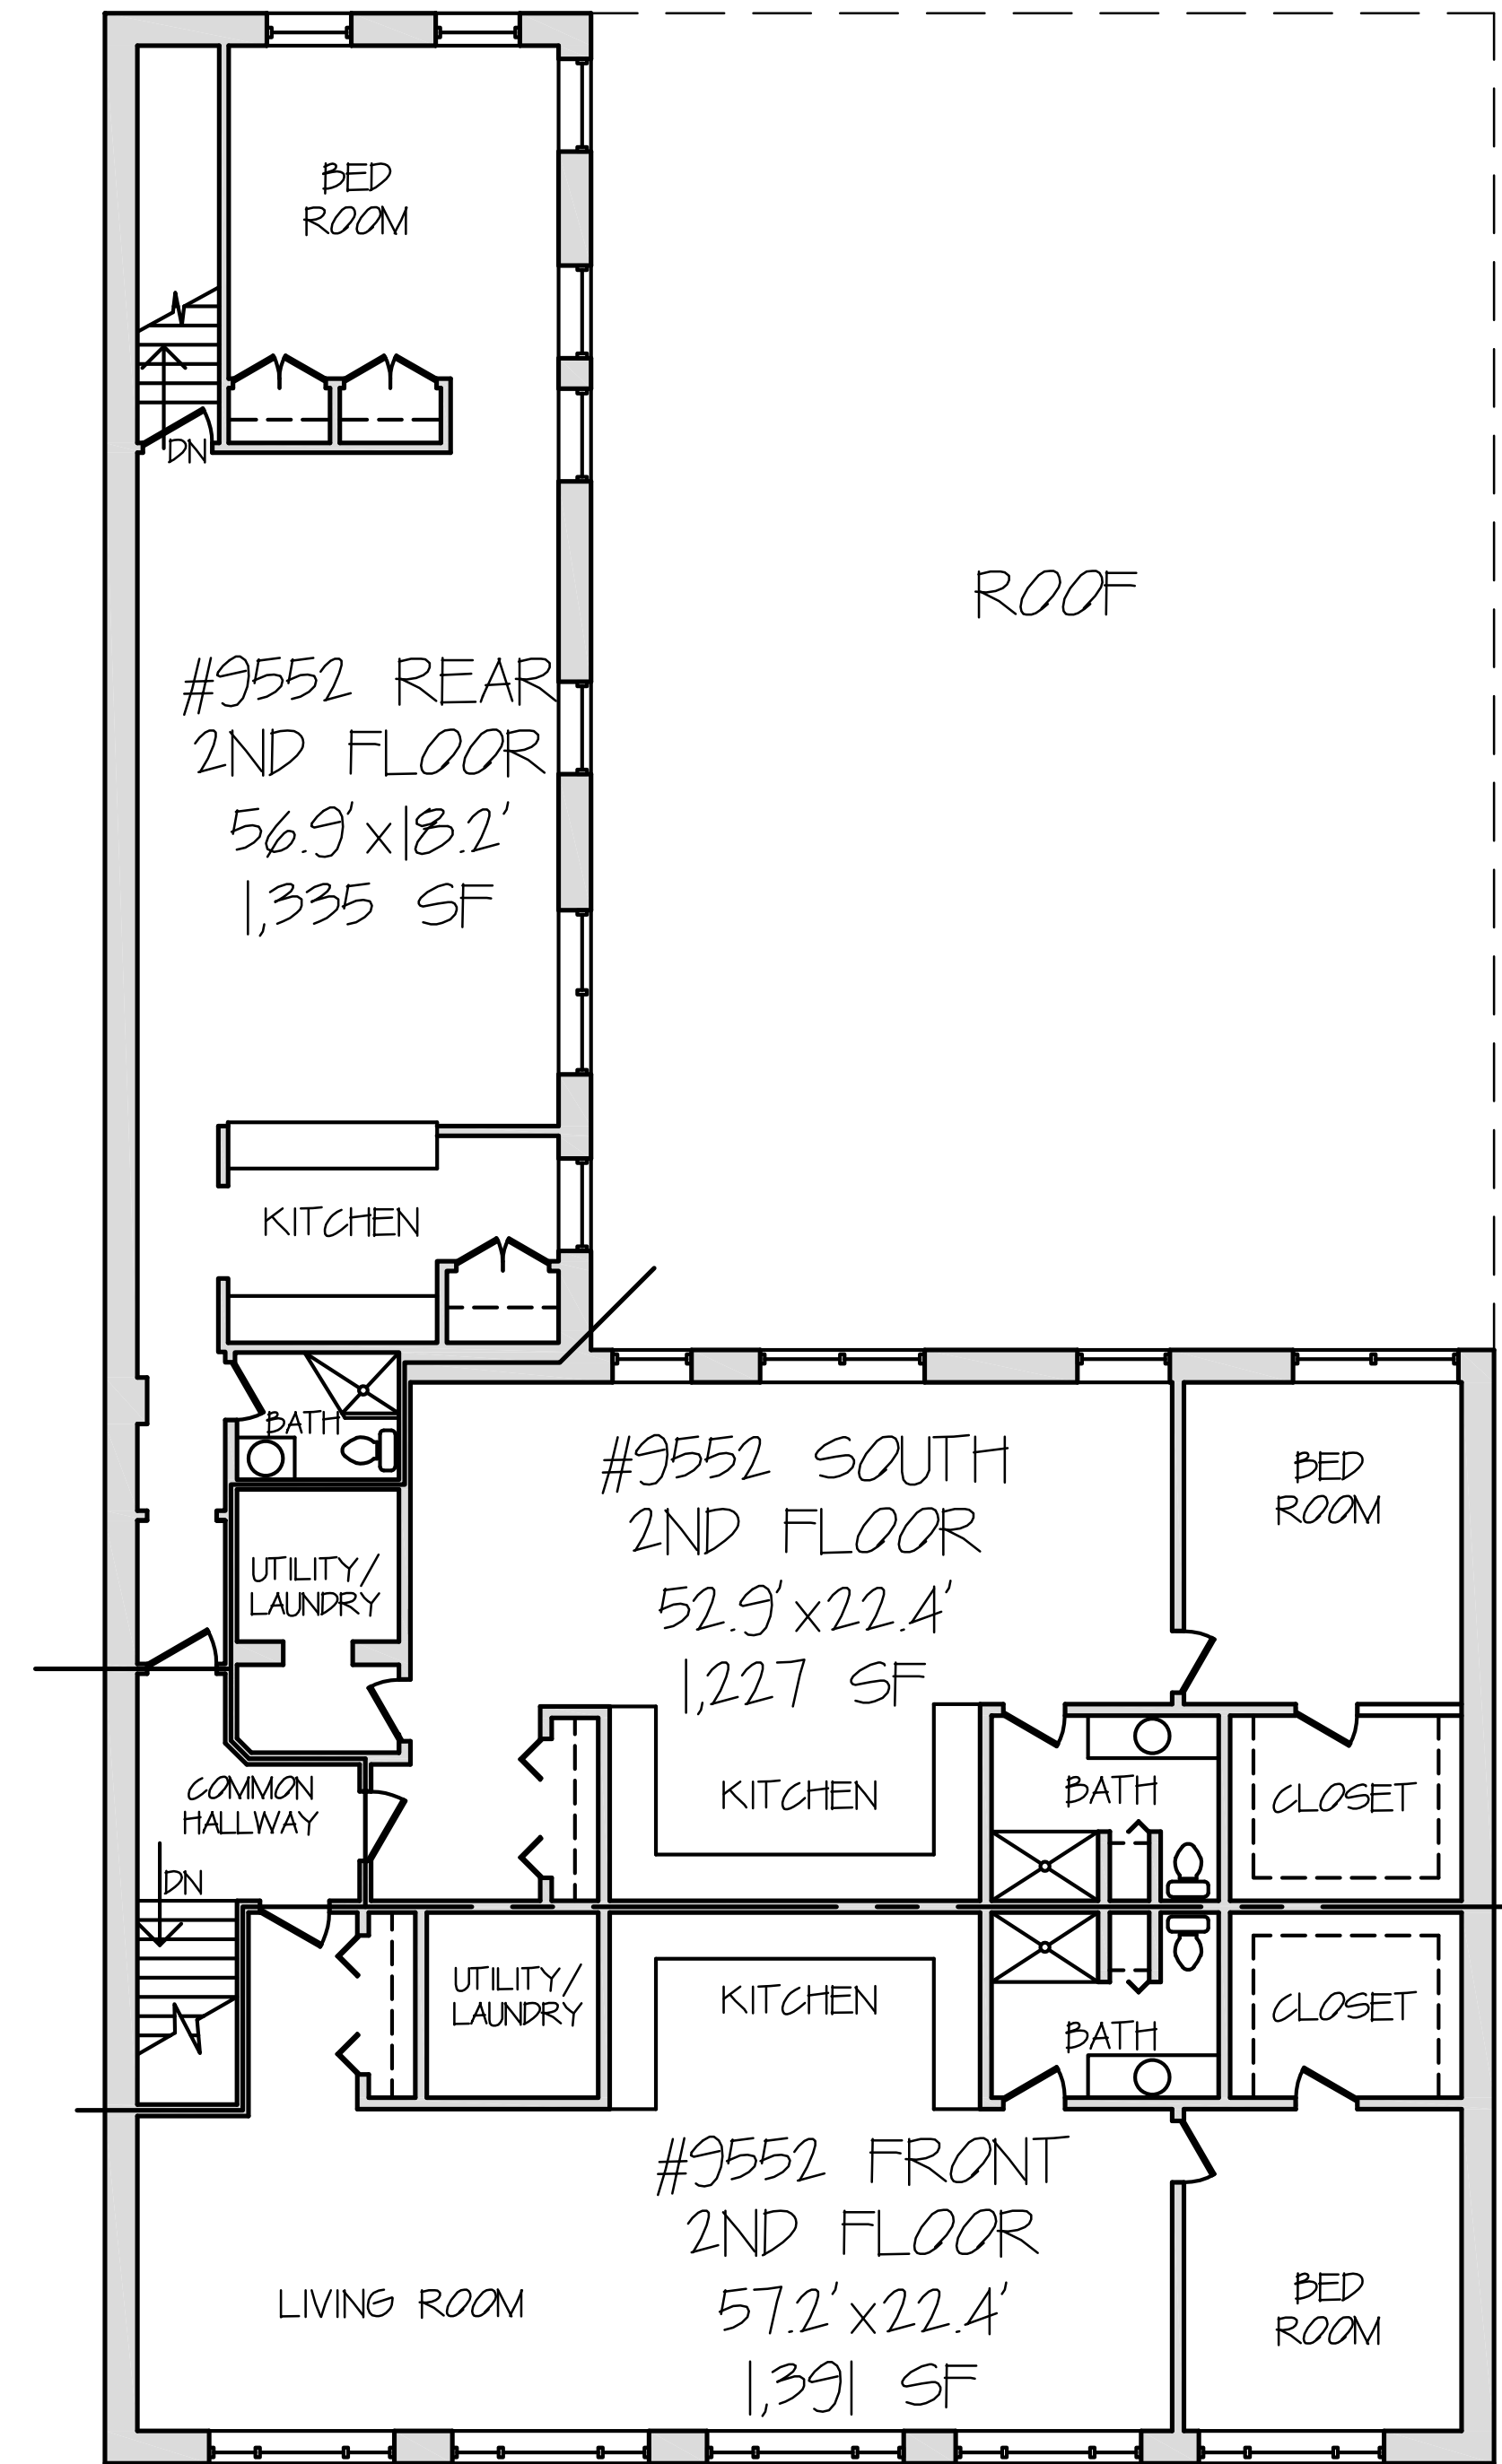 BED
ROOM
DN
ROOF
#9552 REAR
2ND FLOOR
56.9'x18.2'
1,335 SF
KITCHEN
BATH
#9552 SOUTH
2ND FLOOR
52.9'x22.4'
1,227 SF
BED
ROOM
UTILITY/
LAUNDRY
COMMON
HALLWAY
DN
KITCHEN
BATH
CLOSET
UTILITY/
LAUNDRY
KITCHEN
BATH
CLOSET
#9552 FRONT
2ND FLOOR
57.2'x22.4'
1,391 SF
LIVING ROOM
BED
ROOM